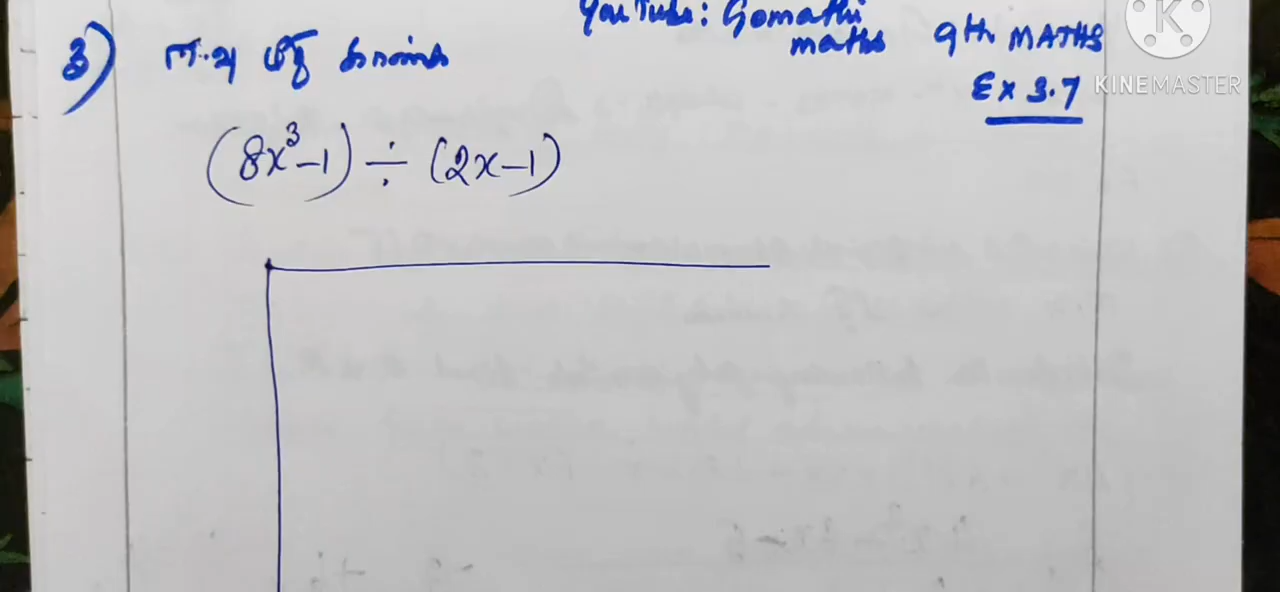 YouTube: Gomathi
maths
9th MATHS
Ex 3.7
K
KINEMASTER
3) ஈ.வு மீதி காண்க
(8x³-1) ÷ (2x-1)